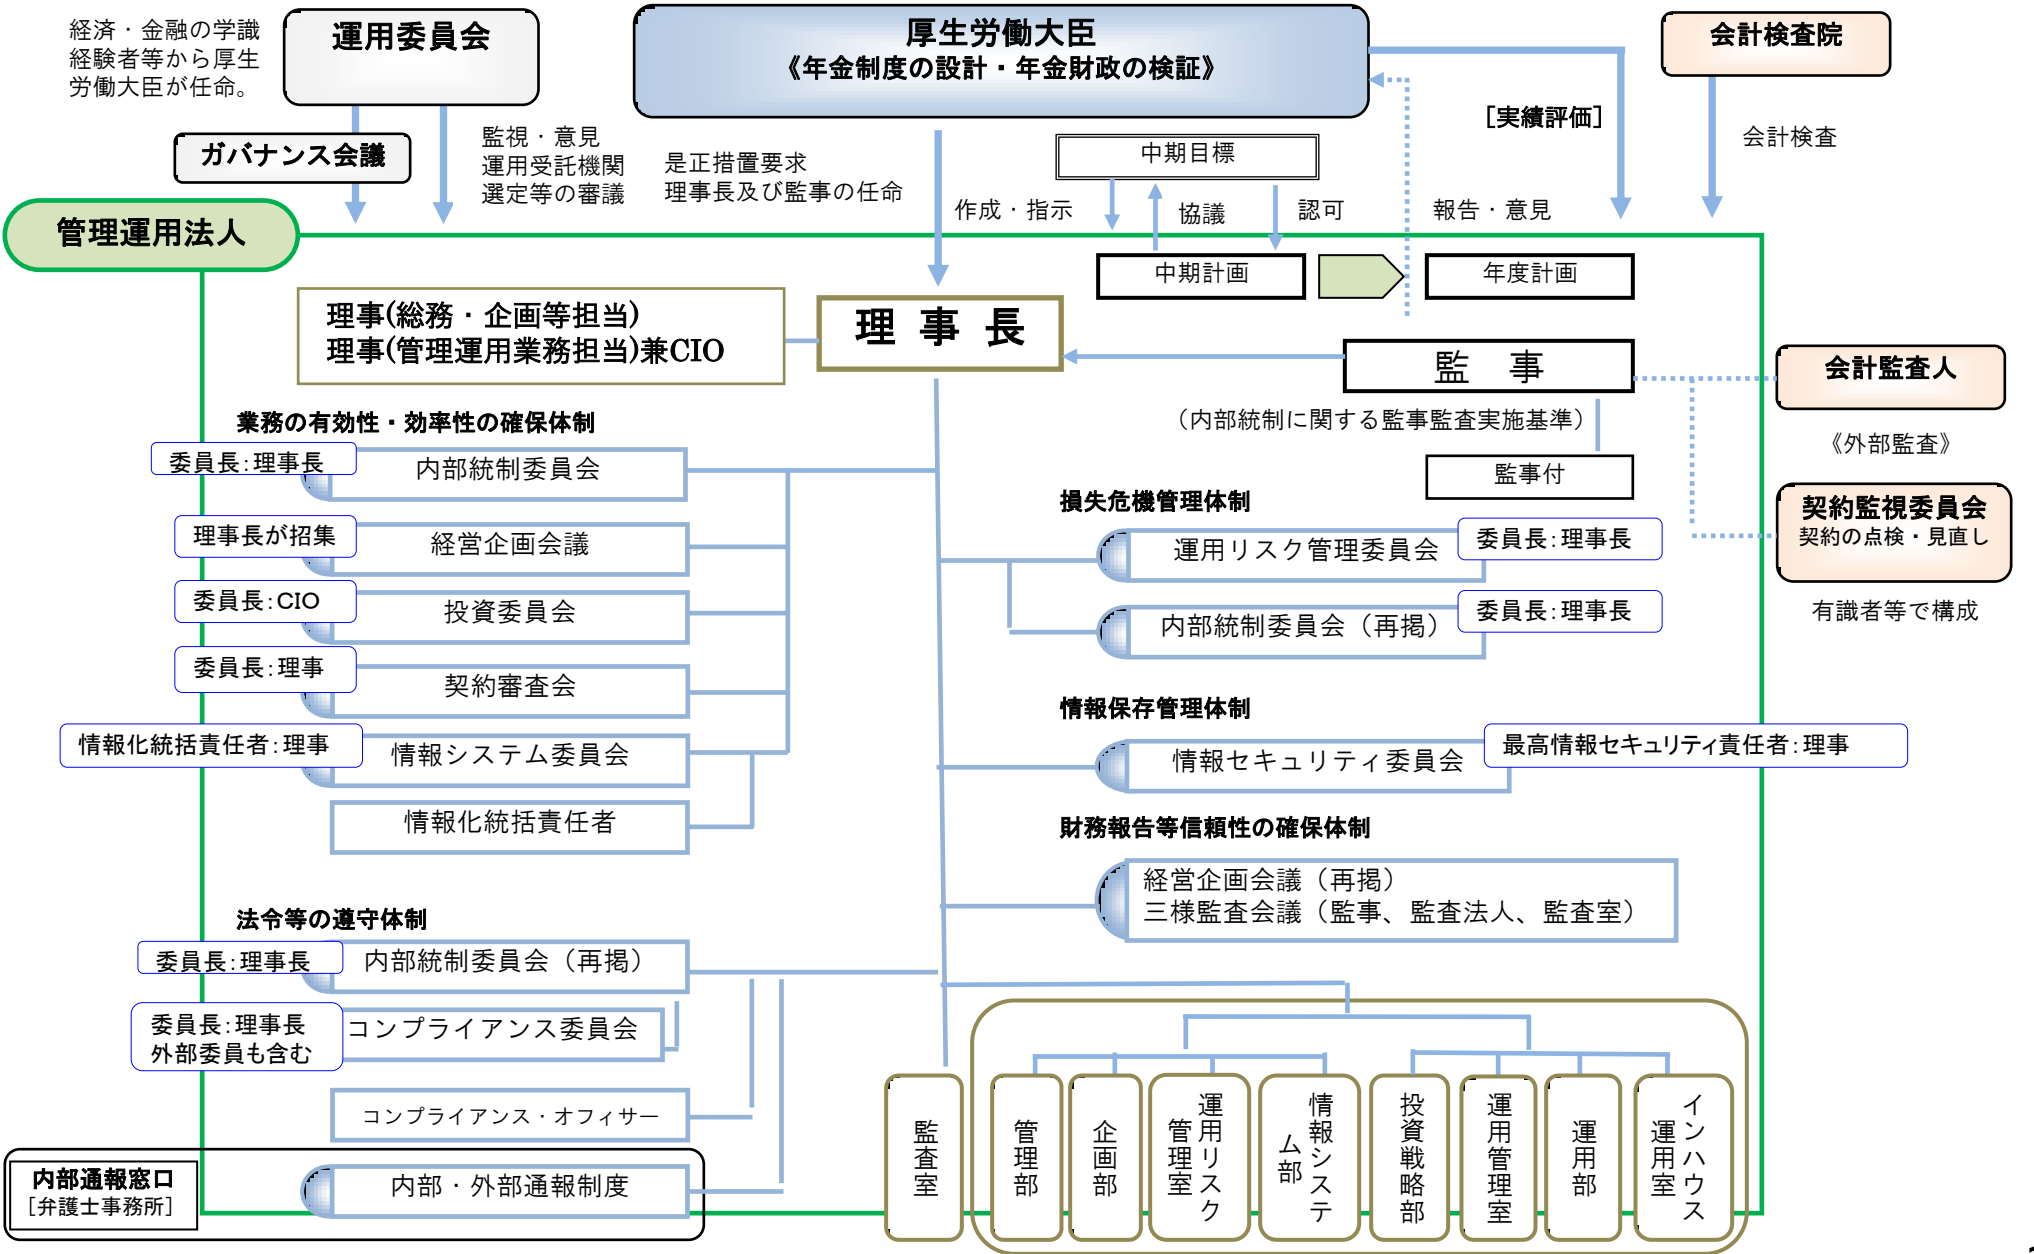 経済・金融の学識
経験者等から厚生
労働大臣が任命。
運用委員会
厚生労働大臣
《年金制度の設計・年金財政の検証》
会計検査院
ガバナンス会議
監視・意見
運用受託機関
選定等の審議
是正措置要求
理事長及び監事の任命
中期目標
[実績評価]
会計検査
作成・指示
協議
認可
報告・意見
管理運用法人
中期計画
年度計画
理事(総務・企画等担当)
理事(管理運用業務担当)兼CIO
理 事 長
監 事
会計監査人
(内部統制に関する監事監査実施基準)
《外部監査》
監事付
契約監視委員会
契約の点検・見直し
有識者等で構成
業務の有効性・効率性の確保体制
委員長:理事長
内部統制委員会
理事長が招集
経営企画会議
委員長:CIO
投資委員会
委員長:理事
契約審査会
情報化統括責任者:理事
情報システム委員会
情報化統括責任者
損失危機管理体制
運用リスク管理委員会
委員長:理事長
内部統制委員会(再掲)
委員長:理事長
情報保存管理体制
情報セキュリティ委員会
最高情報セキュリティ責任者:理事
財務報告等信頼性の確保体制
経営企画会議(再掲)
三様監査会議(監事、監査法人、監査室)
法令等の遵守体制
委員長:理事長
内部統制委員会(再掲)
委員長:理事長
外部委員も含む
コンプライアンス委員会
コンプライアンス・オフィサー
内部通報窓口
[弁護士事務所]
内部・外部通報制度
監査室
管理部
企画部
運用リスク
管理室
情報システ
ム部
投資戦略部
運用管理室
運用部
インハウス
運用室